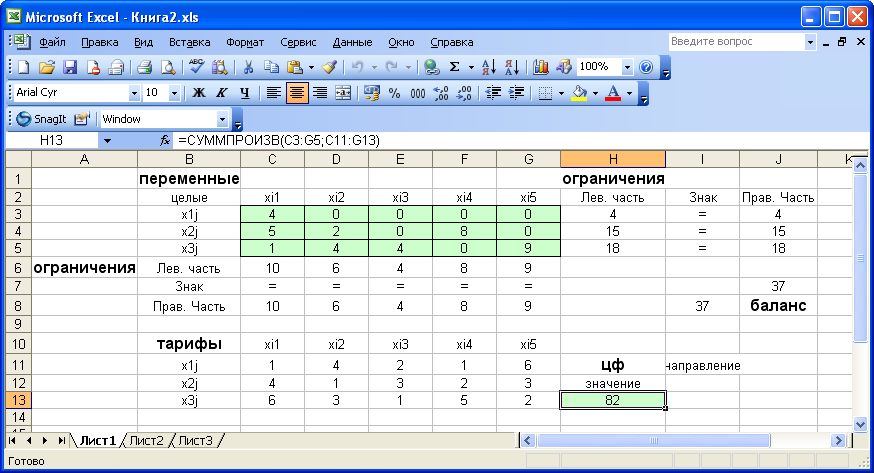 Microsoft Excel - Книга2.xls
Файл Правка Вид Вставка Формат Сервис Данные Окно Справка Введите вопрос
100%
Arial Cyr 10 Ж К Ч % 000
SnagIt Window
H13 fx =СУММПРОИЗВ(C3:G5;C11:G13)
A B C D E F G H I J K
1 переменные ограничения
2 целые xi1 xi2 xi3 xi4 xi5 Лев. часть Знак Прав. Часть
3 x1j 4 0 0 0 0 4 = 4
4 x2j 5 2 0 8 0 15 = 15
5 x3j 1 4 4 0 9 18 = 18
6 ограничения Лев. часть 10 6 4 8 9
7 Знак = = = = = 37
8 Прав. Часть 10 6 4 8 9 37 баланс
9
10 тарифы xi1 xi2 xi3 xi4 xi5
11 x1j 1 4 2 1 6 цф направление
12 x2j 4 1 3 2 3 значение
13 x3j 6 3 1 5 2 82
14
Лист1 Лист2 Лист3
Готово